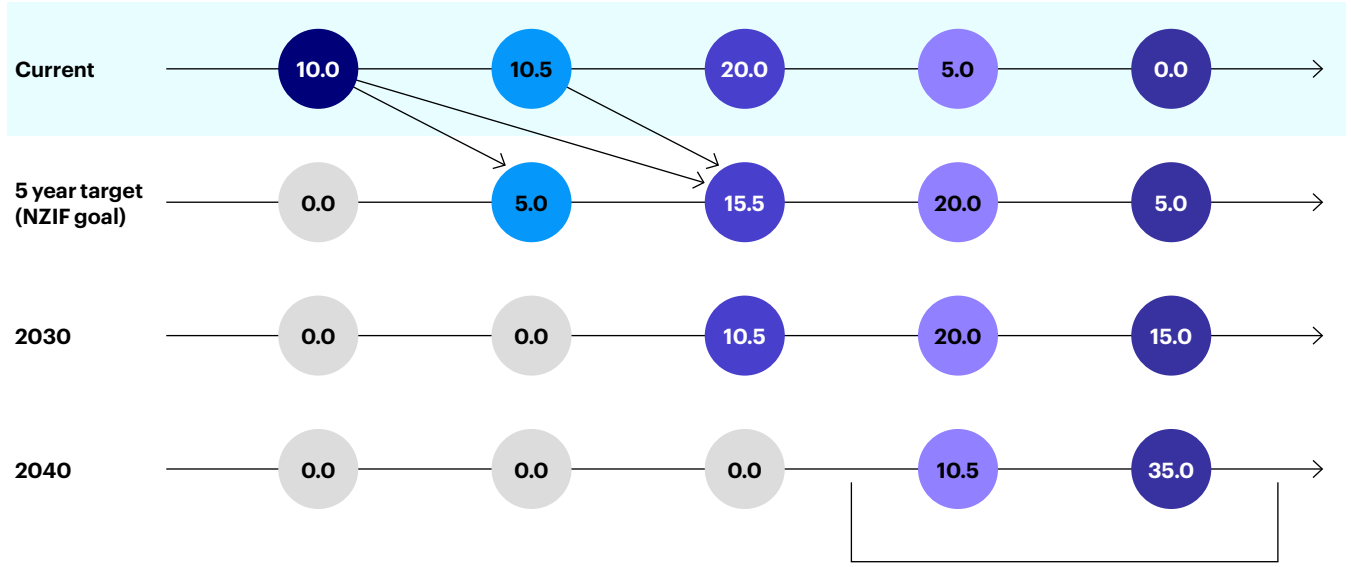 Current 10.0 10.5 20.0 5.0 0.0
5 year target
(NZIF goal) 0.0 5.0 15.5 20.0 5.0
2030 0.0 0.0 10.5 20.0 15.0
2040 0.0 0.0 0.0 10.5 35.0